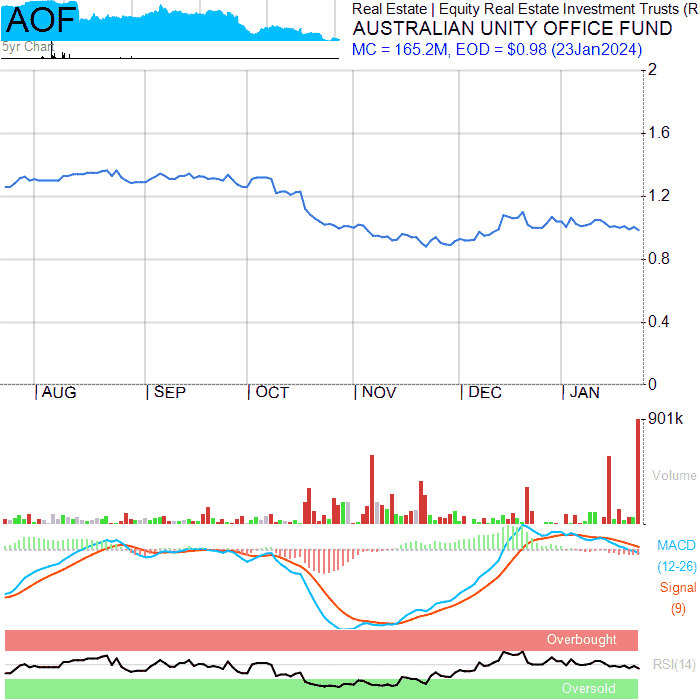 AOF
5yr Chart
Real Estate | Equity Real Estate Investment Trusts (R
AUSTRALIAN UNITY OFFICE FUND
MC = 165.2M, EOD = $0.98 (23Jan2024)
2
1.6
1.2
0.8
0.4
0
AUG SEP OCT NOV DEC JAN
901k
Volume
MACD
(12-26)
Signal
(9)
Overbought
RSI(14)
Oversold